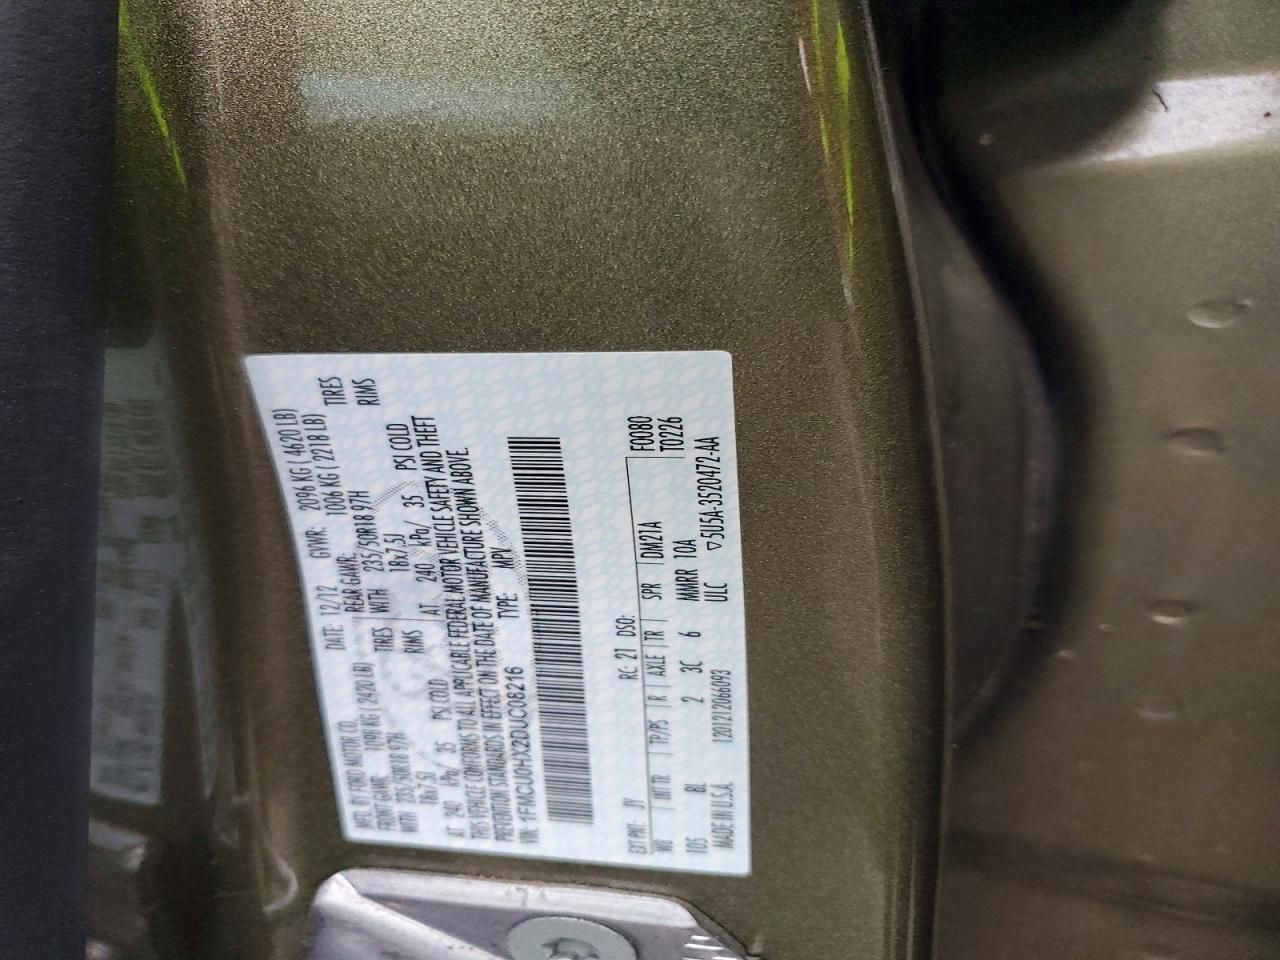 MFD. BY FORD MOTOR CO. DATE: 12/12 GVWR: 2096 KG ( 4620 LB)
FRONT GAWR: 1098 KG ( 2420 LB) REAR GAWR: 1006 KG ( 2218 LB)
WITH 235/50R18 97H TIRES WITH 235/50R18 97H TIRES
18x7.5J RIMS 18x7.5J RIMS
AT 240 kPa/ 35 PSI COLD AT 240 kPa/ 35 PSI COLD
THIS VEHICLE CONFORMS TO ALL APPLICABLE FEDERAL MOTOR VEHICLE SAFETY AND THEFT
PREVENTION STANDARDS IN EFFECT ON THE DATE OF MANUFACTURE SHOWN ABOVE.
VIN: 1FMCU0HX2DUC08216 TYPE: MPV
F0080
T0226
EXT PNT: RC: 21 DSO:
WB INT TR TP/PS R AXLE TR SPR DM21A
105 8L 2 3C 6 MMRR 10A
MADE IN U.S.A. 1201212066093 ULC ▽5U5A-3520472-AA